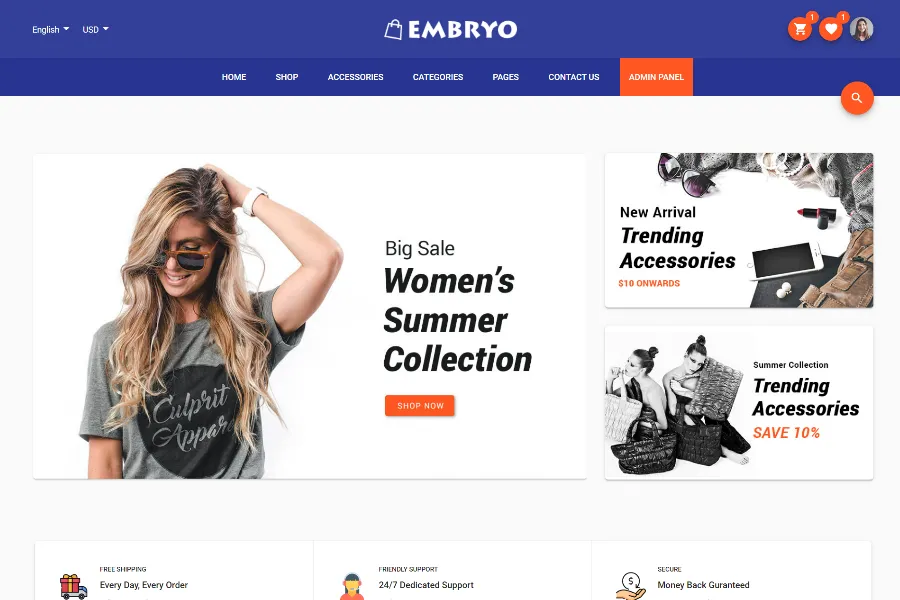 English
USD
EMBRYO
1
1
HOME
SHOP
ACCESSORIES
CATEGORIES
PAGES
CONTACT US
ADMIN PANEL
Big Sale
Women's
Summer
Collection
SHOP NOW
Culprit
Appare
New Arrival
Trending
Accessories
$10 ONWARDS
Summer Collection
Trending
Accessories
SAVE 10%
FREE SHIPPING
Every Day, Every Order
FRIENDLY SUPPORT
24/7 Dedicated Support
SECURE
Money Back Guranteed